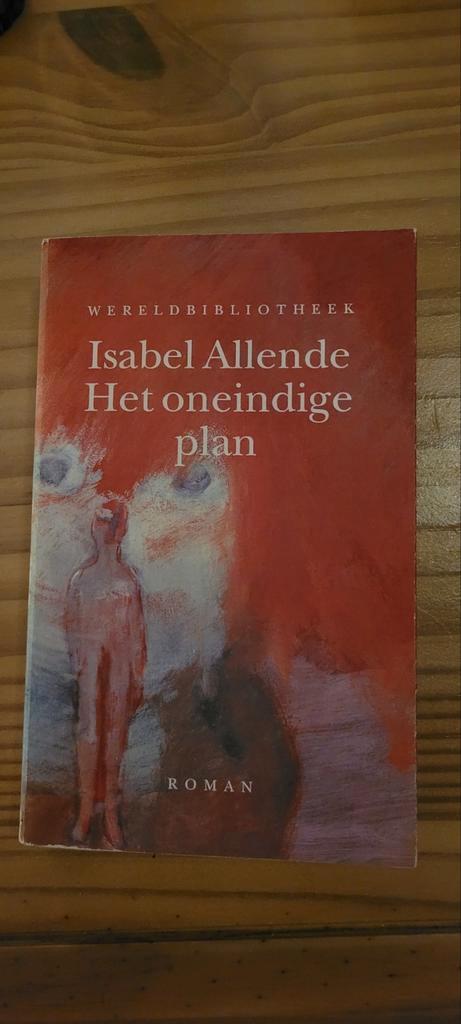 WERELDBIBLIOTHEEK
Isabel Allende
Het oneindige
plan
ROMAN